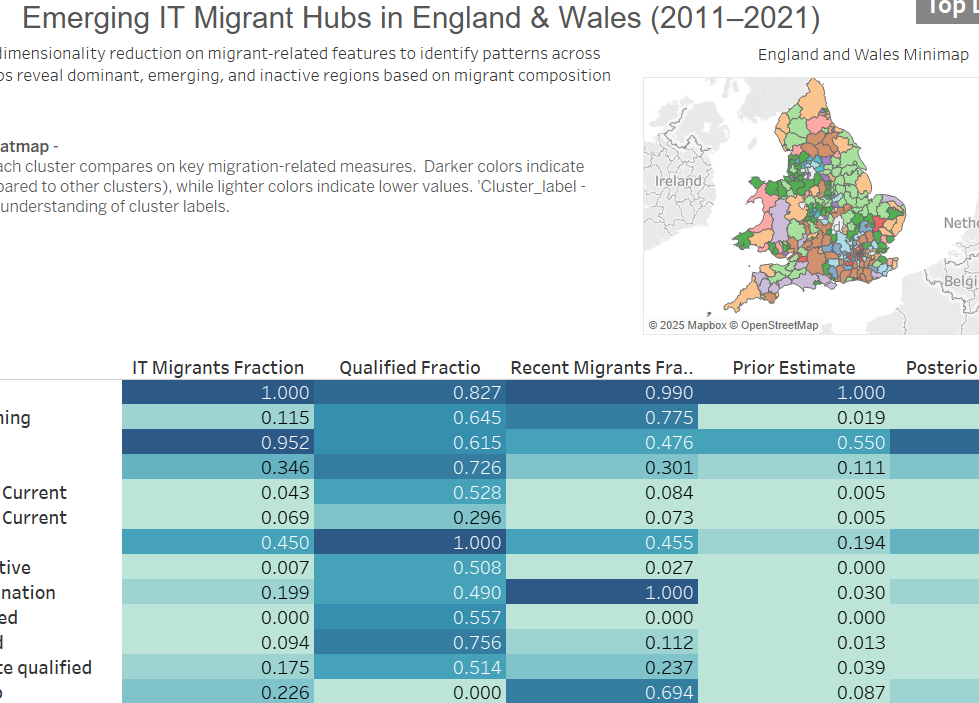 Emerging IT Migrant Hubs in England & Wales (2011–2021)
Top
dimensionality reduction on migrant-related features to identify patterns across
reveal dominant, emerging, and inactive regions based on migrant composition
England and Wales Minimap
Ireland
Neth
Belgi
© 2025 Mapbox © OpenStreetMap
atmap -
ach cluster compares on key migration-related measures. Darker colors indicate
pared to other clusters), while lighter colors indicate lower values. 'Cluster_label -
understanding of cluster labels.
IT Migrants Fraction Qualified Fractio Recent Migrants Fra.. Prior Estimate Posterio
1.000 0.827 0.990 1.000
ning 0.115 0.645 0.775 0.019
0.952 0.615 0.476 0.550
0.346 0.726 0.301 0.111
Current 0.043 0.528 0.084 0.005
Current 0.069 0.296 0.073 0.005
0.450 1.000 0.455 0.194
tive 0.007 0.508 0.027 0.000
nation 0.199 0.490 1.000 0.030
ed 0.000 0.557 0.000 0.000
0.094 0.756 0.112 0.013
te qualified 0.175 0.514 0.237 0.039
0.226 0.000 0.694 0.087